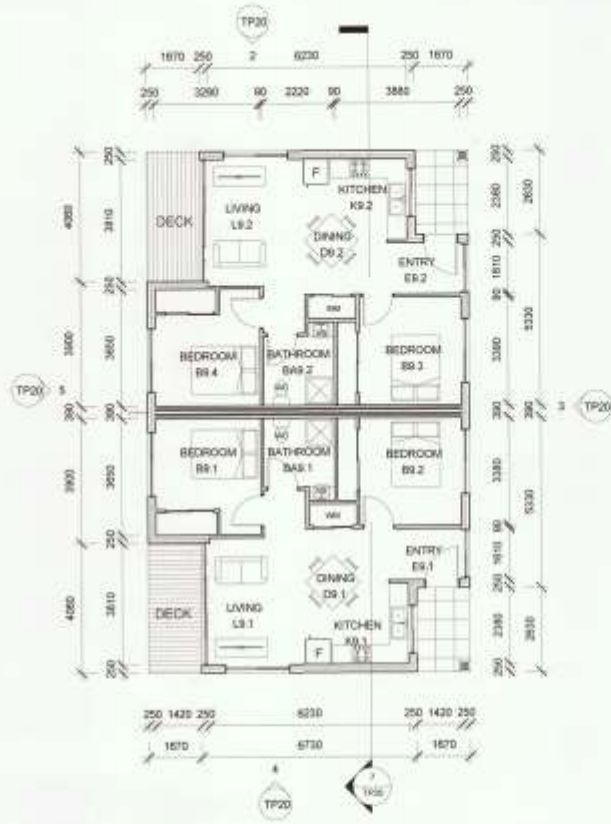 TP20
1670 250 2 6230 250 1670
250 3290 90 2220 90 3880 250
F
KITCHEN
K9.2
LIVING
L9.2
DECK
DINING
D9.2
ENTRY
E9.2
WM
BEDROOM
B9.4
BATHROOM
BA9.2
BEDROOM
B9.3
TP20 5
3 TP20
BEDROOM
B9.1
BATHROOM
BA9.1
BEDROOM
B9.2
WM
ENTRY
E9.1
DINING
D9.1
DECK
LIVING
L9.1
KITCHEN
K9.1
F
4060
3900
390
3900
4060
250
3810
250
3650
390
3650
250
3810
250
250
2380
250
1610
90
3380
390
3380
90
1610
250
2380
250
2630
5330
390
5330
2630
250 1420 250 6230 250 1420 250
1670 6730 1670
4
TP20